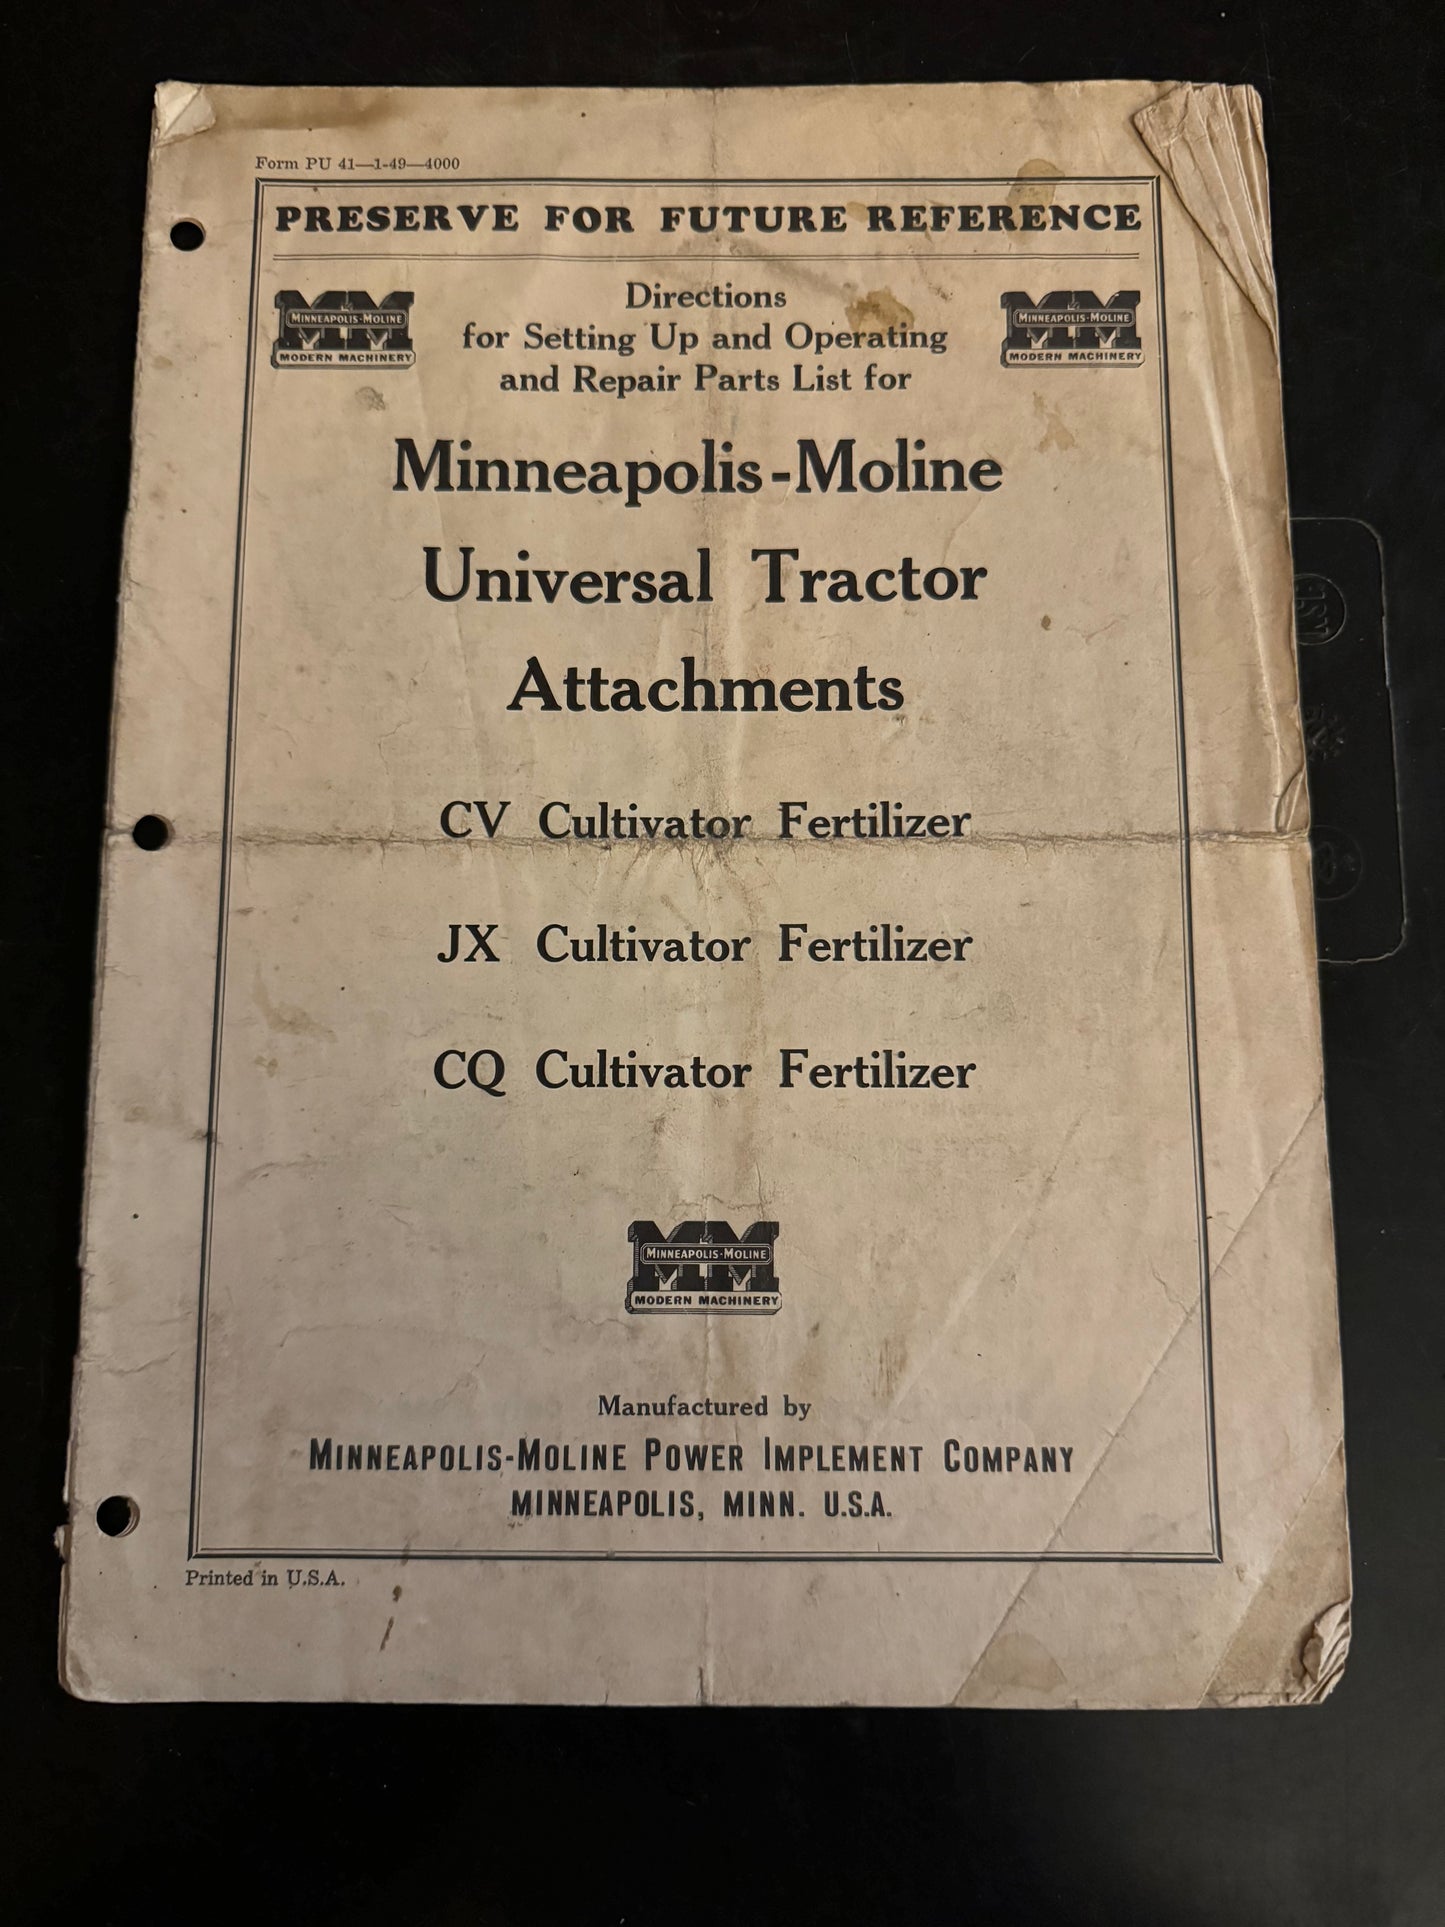 Form PU 41—1-49—4000
PRESERVE FOR FUTURE REFERENCE
MINNEAPOLIS-MOLINE
MODERN MACHINERY
Directions
for Setting Up and Operating
and Repair Parts List for
MINNEAPOLIS-MOLINE
MODERN MACHINERY
Minneapolis-Moline
Universal Tractor
Attachments
CV Cultivator Fertilizer
JX Cultivator Fertilizer
CQ Cultivator Fertilizer
MINNEAPOLIS-MOLINE
MODERN MACHINERY
Manufactured by
MINNEAPOLIS-MOLINE POWER IMPLEMENT COMPANY
MINNEAPOLIS, MINN. U.S.A.
Printed in U.S.A.